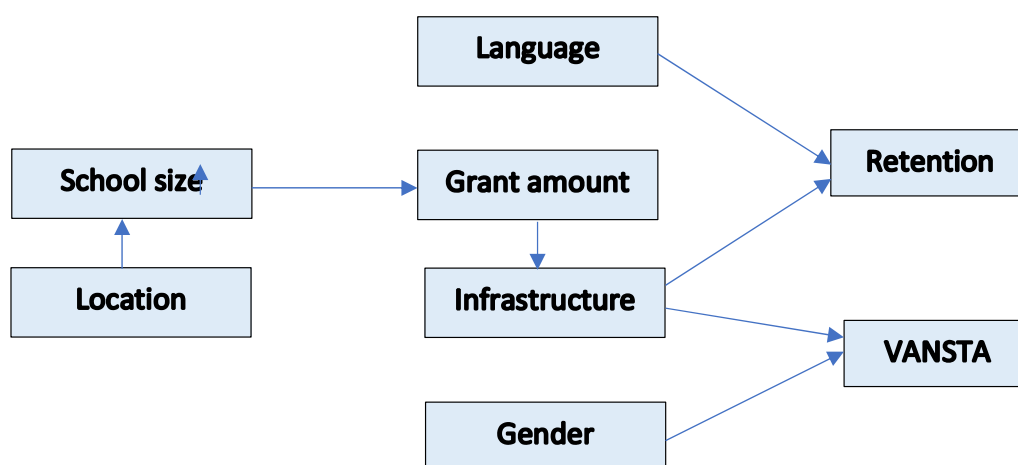 Language
School size
Grant amount
Retention
Location
Infrastructure
VANSTA
Gender